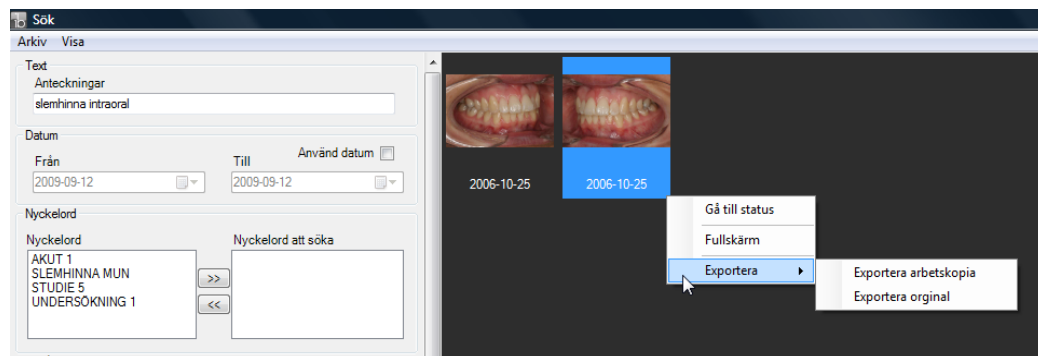 Sök
Arkiv Visa
Text
Anteckningar
slemhinna intraoral
Datum
Från
Till
Använd datum
2009-09-12
2009-09-12
Nyckelord
Nyckelord
Nyckelord att söka
AKUT 1
SLEMHINNA MUN
STUDIE 5
UNDERSÖKNING 1
>>
<<
2006-10-25
2006-10-25
Gå till status
Fullskärm
Exportera
Exportera arbetskopia
Exportera orginal